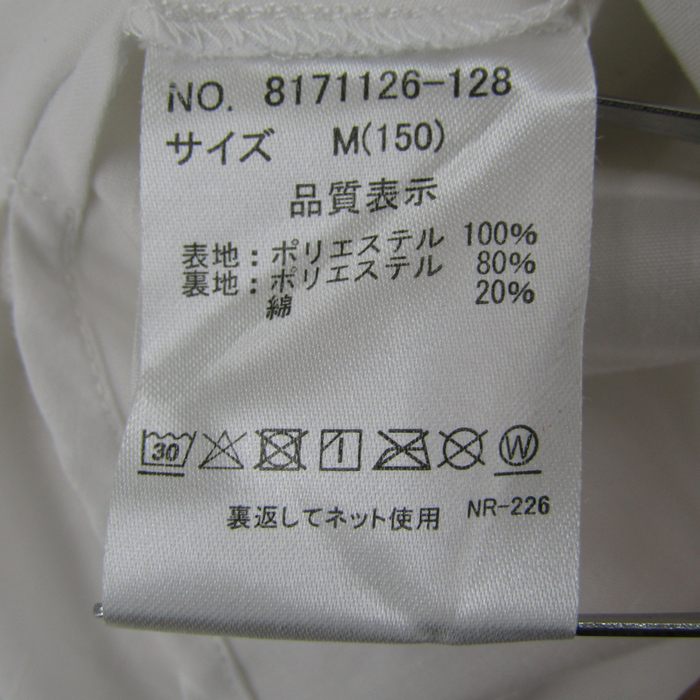 NO. 8171126-128
サイズ M(150)
品質表示
表地：ポリエステル 100%
裏地：ポリエステル 80%
綿 20%
30 W
裏返してネット使用 NR-226